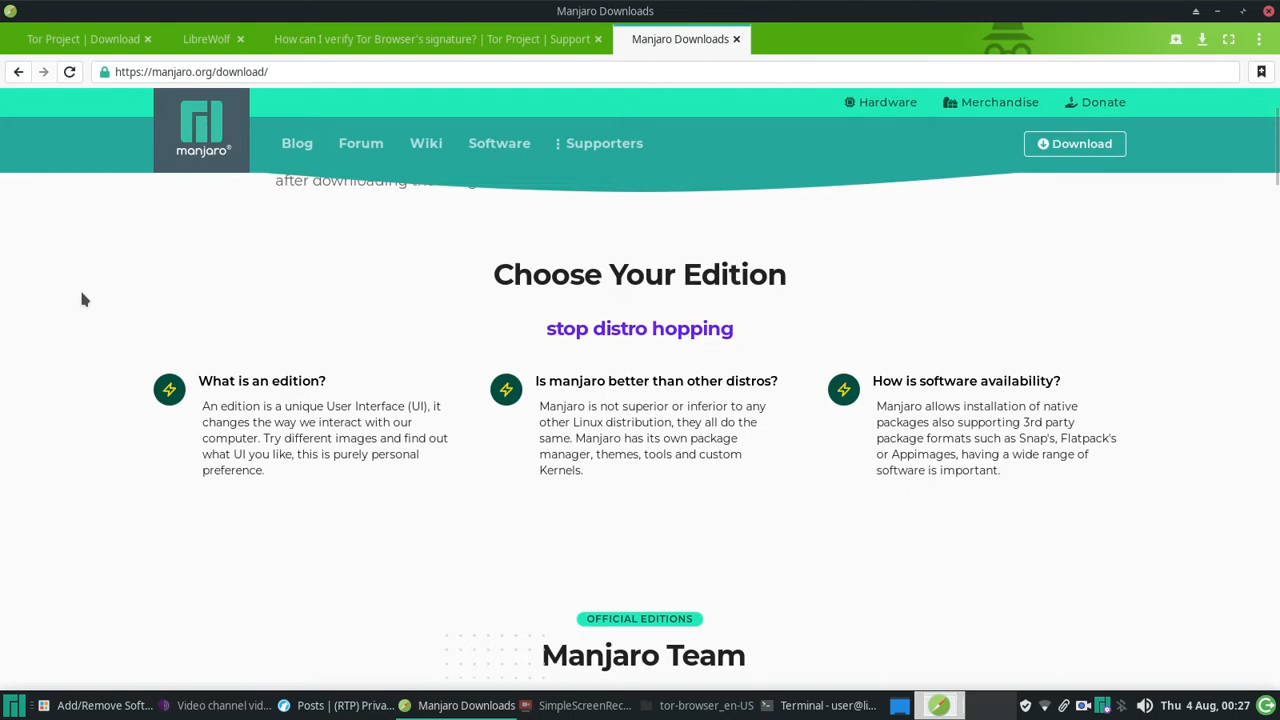 Manjaro Downloads
Tor Project | Download
LibreWolf
How can I verify Tor Browser's signature? | Tor Project | Support
Manjaro Downloads
https://manjaro.org/download/
Hardware
Merchandise
Donate
manjaro®
Blog
Forum
Wiki
Software
Supporters
Download
after downloading
Choose Your Edition
stop distro hopping
What is an edition?
An edition is a unique User Interface (UI), it
changes the way we interact with our
computer. Try different images and find out
what UI you like, this is purely personal
preference.
Is manjaro better than other distros?
Manjaro is not superior or inferior to any
other Linux distribution, they all do the
same. Manjaro has its own package
manager, themes, tools and custom
Kernels.
How is software availability?
Manjaro allows installation of native
packages also supporting 3rd party
package formats such as Snap's, Flatpack's
or Appimages, having a wide range of
software is important.
OFFICIAL EDITIONS
Manjaro Team
Add/Remove Soft...
Video channel vid...
Posts | (RTP) Priva...
Manjaro Downloads
SimpleScreenRec...
tor-browser_en-US
Terminal - user@li...
Thu 4 Aug, 00:27